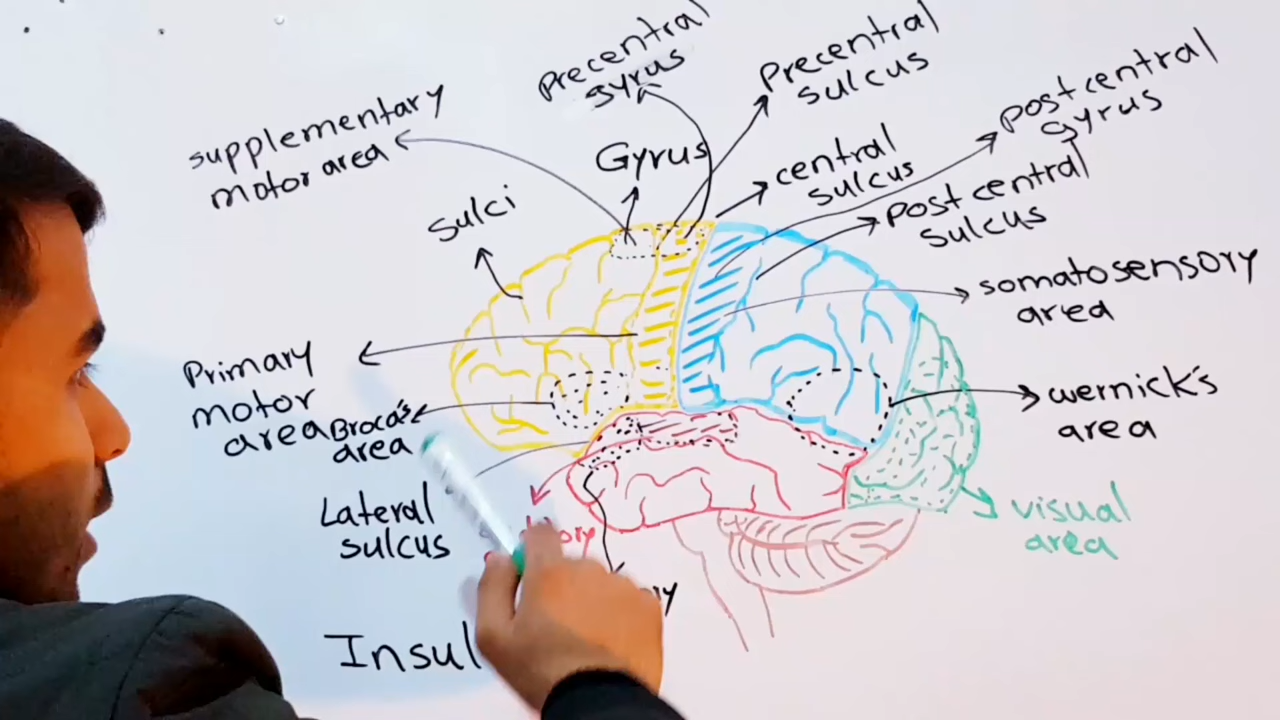 Precentral
gyrus
Precentral
sulcus
Post central
gyrus
supplementary
motor area
Gyrus
central
sulcus
Post central
sulcus
sulci
somatosensory
area
Primary
motor
area
Broca's
area
wernick's
area
Lateral
sulcus
visual
area